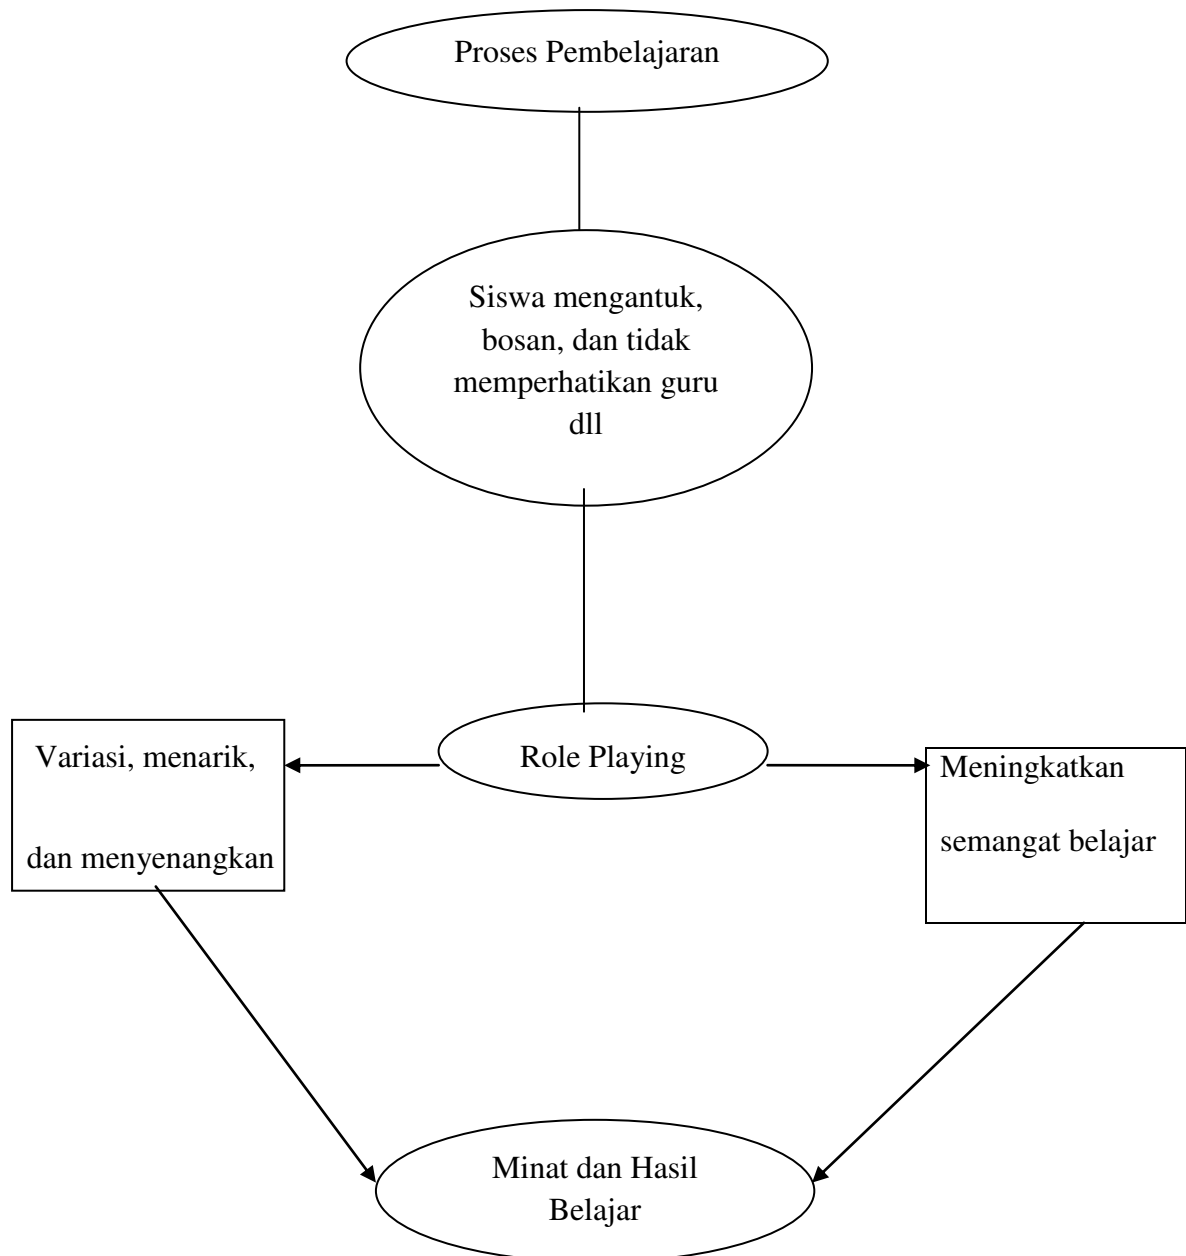 Proses Pembelajaran
Siswa mengantuk,
bosan, dan tidak
memperhatikan guru
dll
Variasi, menarik,
dan menyenangkan
Role Playing
Meningkatkan
semangat belajar
Minat dan Hasil
Belajar